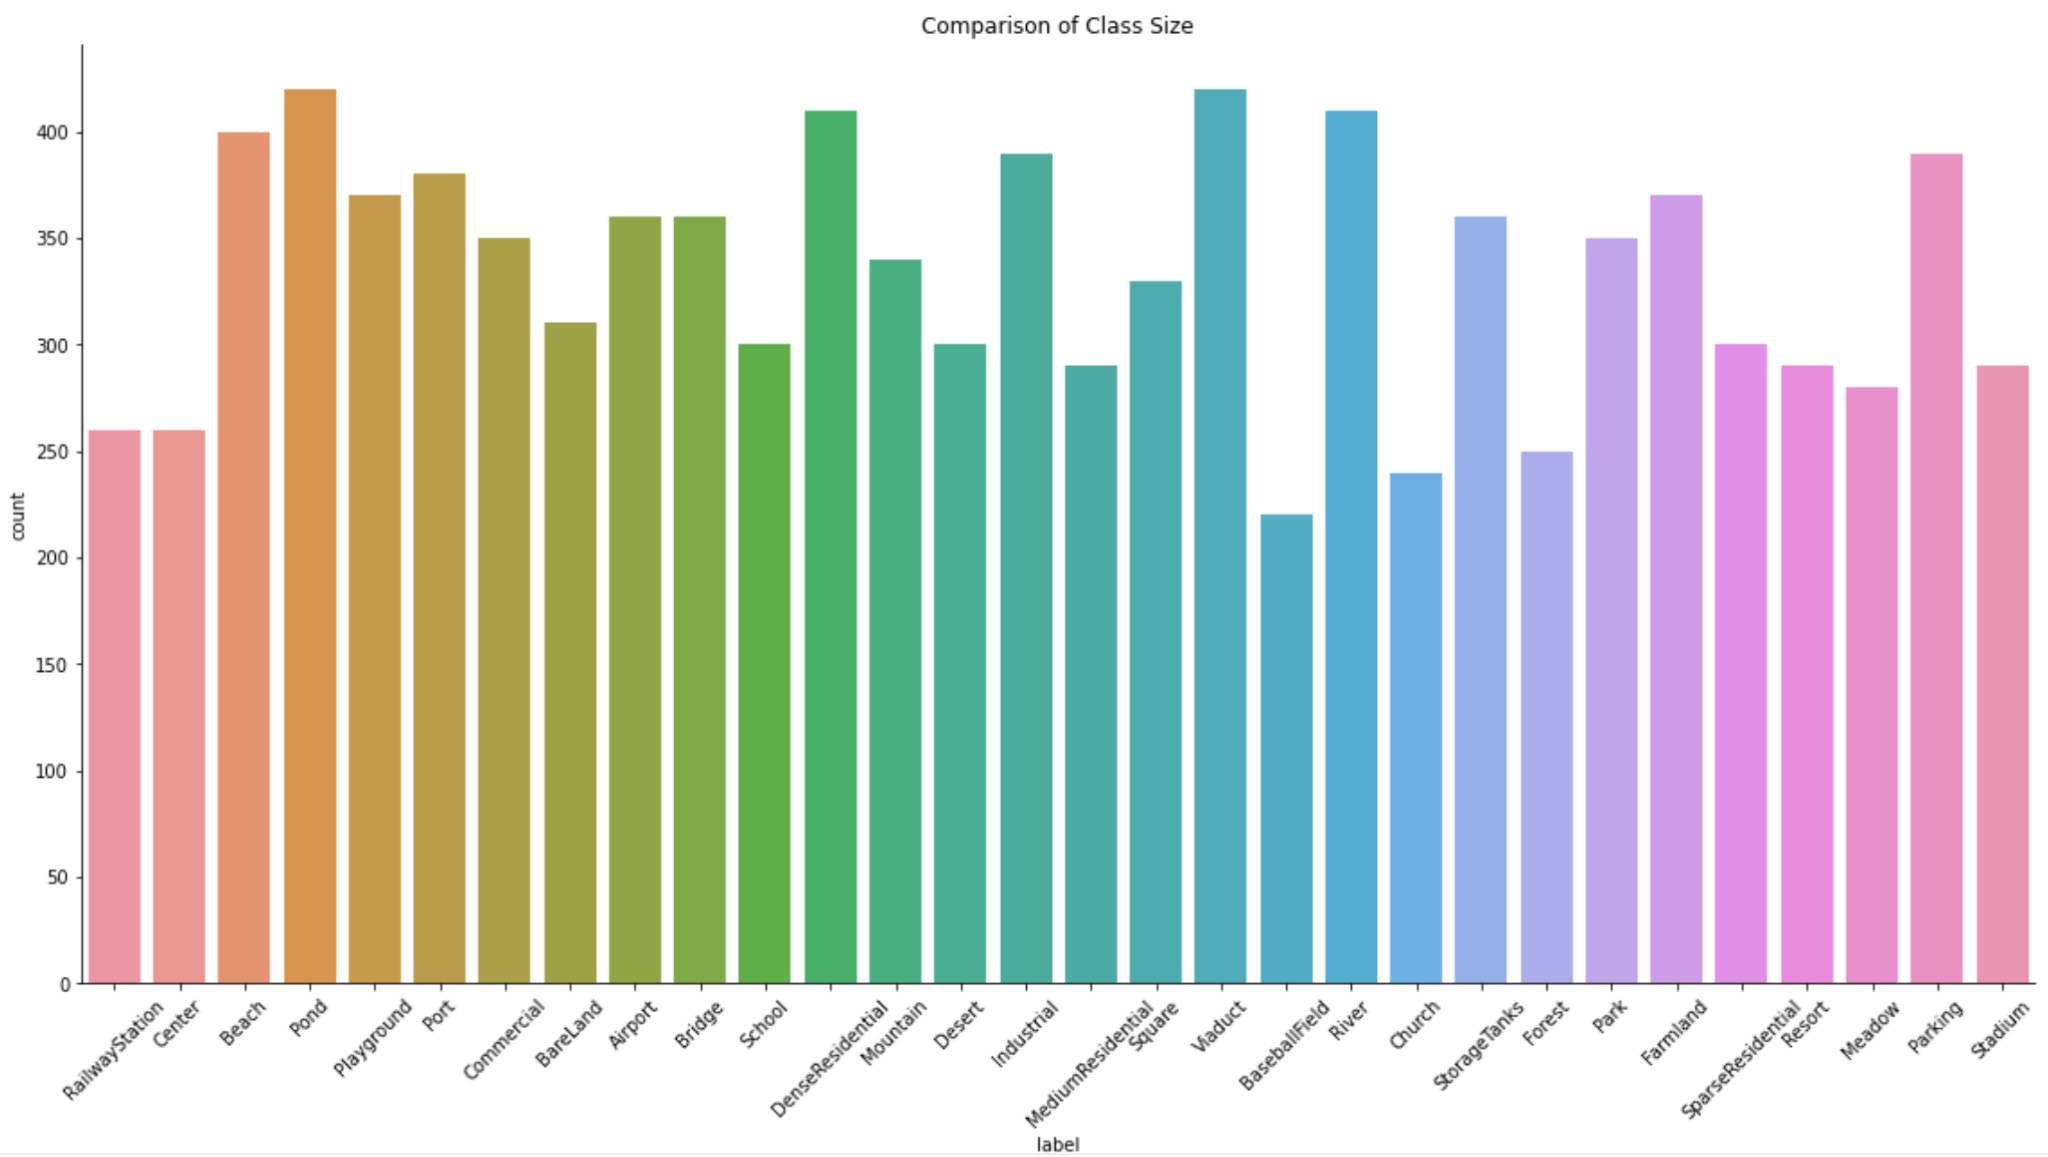 Comparison of Class Size
400
350
300
250
200
150
100
50
0
count
RailwayStation
Center
Beach
Pond
Playground
Port
Commercial
BareLand
Airport
Bridge
School
DenseResidential
Mountain
Desert
Industrial
MediumResidential
Square
Viaduct
BaseballField
River
Church
StorageTanks
Forest
Park
Farmland
SparseResidential
Resort
Meadow
Parking
Stadium
label